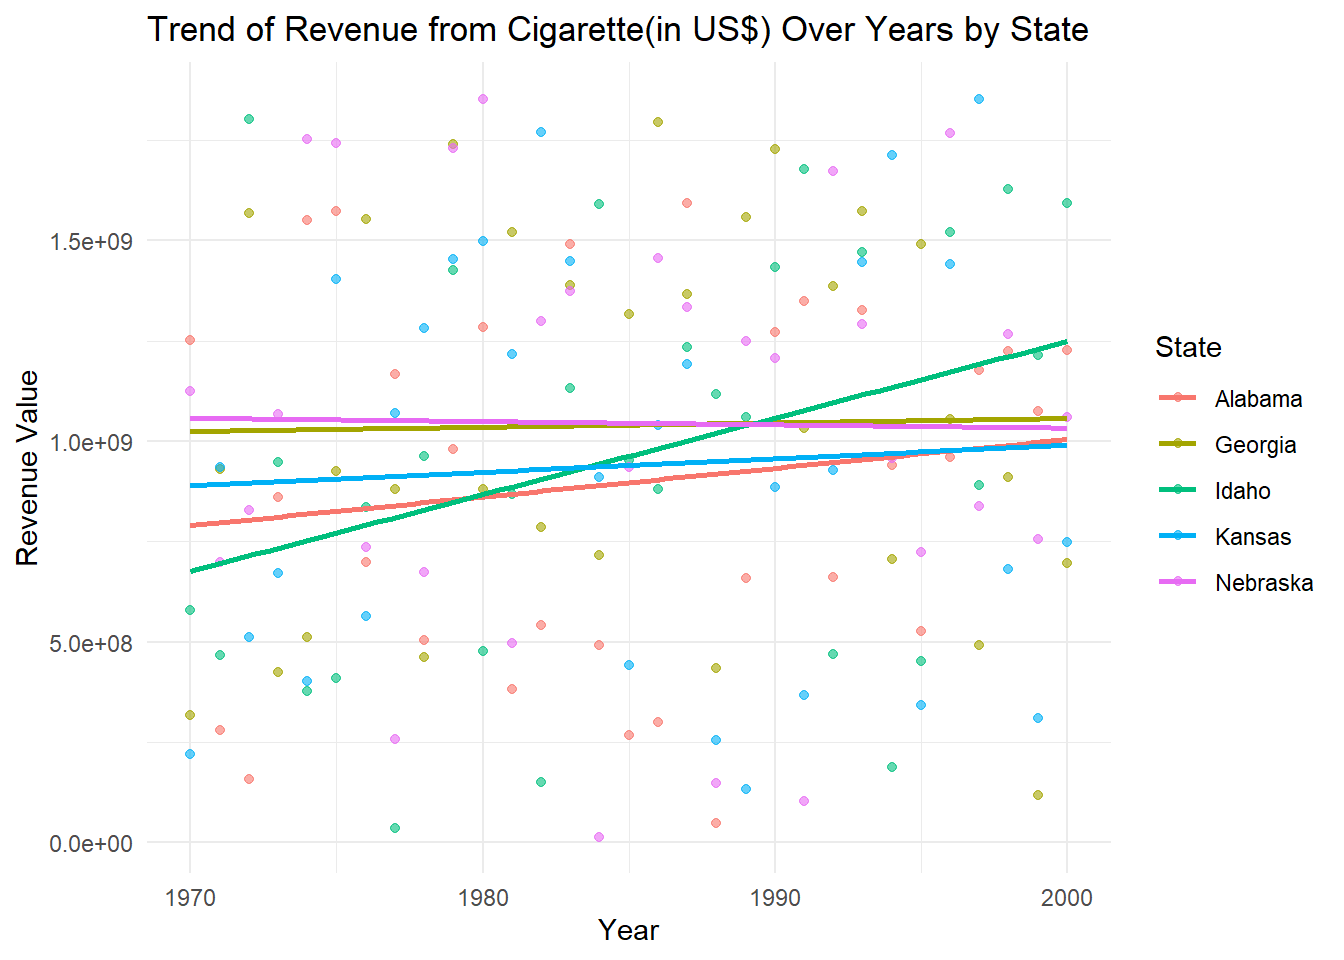 Trend of Revenue from Cigarette(in US$) Over Years by State
Revenue Value
1.5e+09
1.0e+09
5.0e+08
0.0e+00
1970 1980 1990 2000
Year
State
Alabama
Georgia
Idaho
Kansas
Nebraska